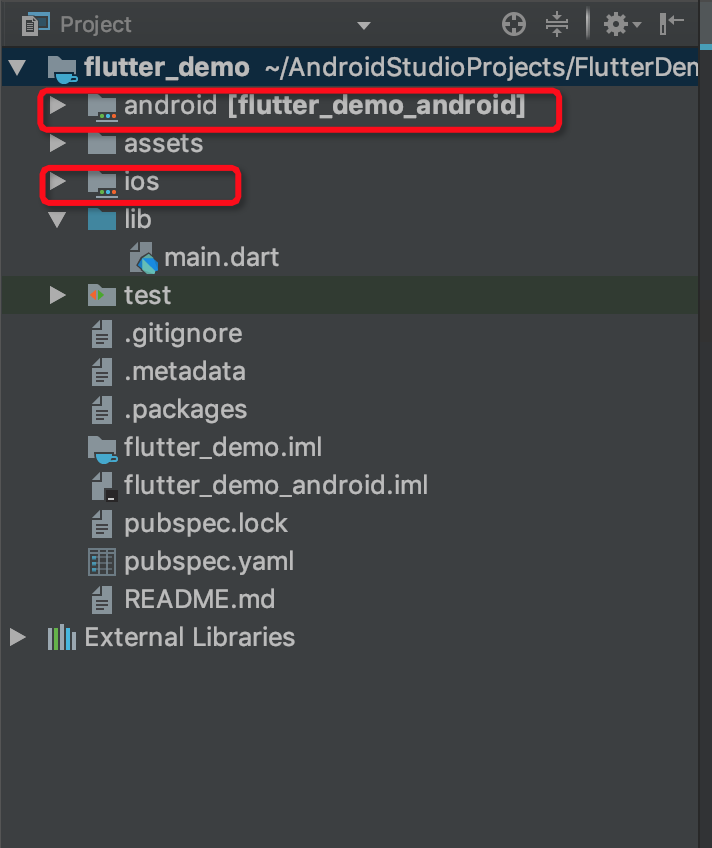 Project
flutter_demo ~/AndroidStudioProjects/FlutterDem
android [flutter_demo_android]
assets
ios
lib
main.dart
test
.gitignore
.metadata
.packages
flutter_demo.iml
flutter_demo_android.iml
pubspec.lock
pubspec.yaml
README.md
External Libraries